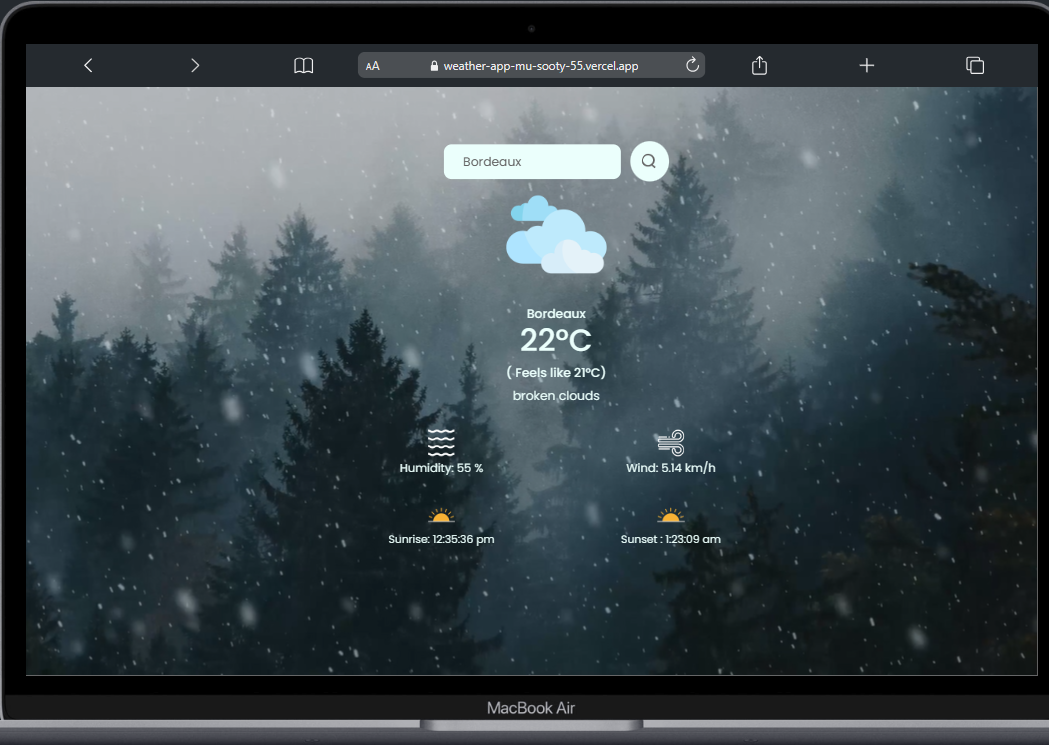 AA weather-app-mu-sooty-55.vercel.app
Bordeaux
Bordeaux
22°C
( Feels like 21°C)
broken clouds
Humidity: 55 % Wind: 5.14 km/h
Sunrise: 12:35:36 pm Sunset : 1:23:09 am
MacBook Air